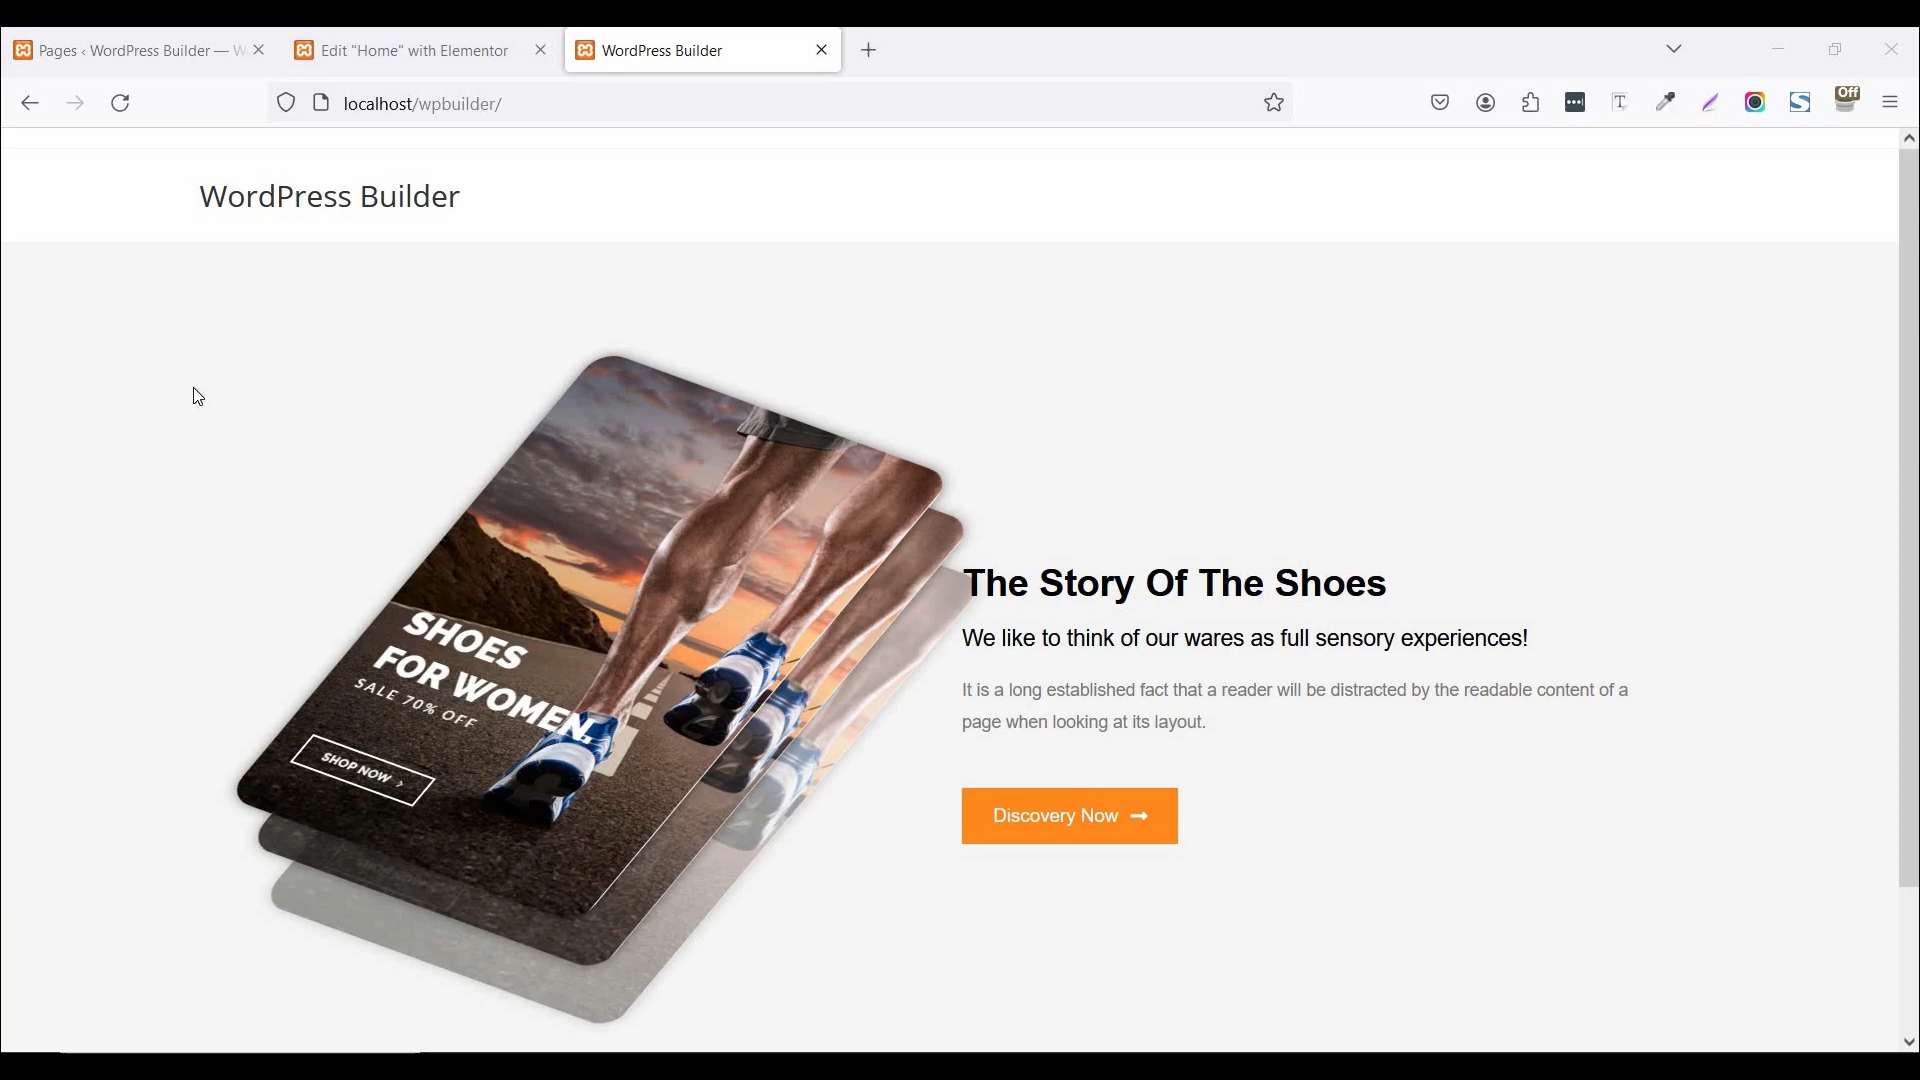 Pages ‹ WordPress Builder — W
Edit "Home" with Elementor
WordPress Builder
localhost/wpbuilder/
Off
WordPress Builder
SHOES
FOR WOMEN,
SALE 70% OFF
SHOP NOW >
The Story Of The Shoes
We like to think of our wares as full sensory experiences!
It is a long established fact that a reader will be distracted by the readable content of a
page when looking at its layout.
Discovery Now →